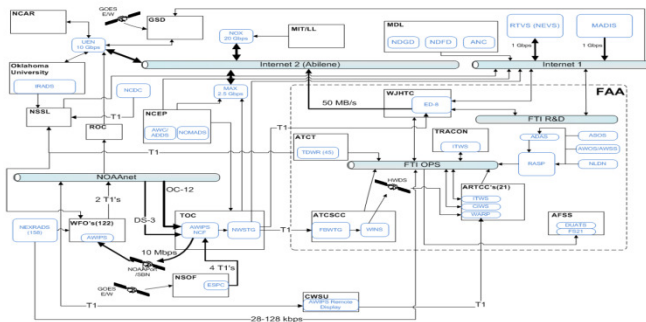 NCAR
GOES
E/W
GSD
UEN
10 Gbps
NOX
20 Gbps
MIT/LL
MDL
NDGD
NDFD
ANC
RTVS (NEVS)
MADIS
1 Gbps
1 Gbps
Internet 2 (Abilene)
Internet 1
Oklahoma
University
IRADS
NSSL
NCDC
MAX
2.5 Gbps
FAA
T1
ROC
NCEP
AWC/
ADDS
NOMADS
50 MB/s
WJHTC
ED-8
FTI R&D
T1
ATCT
TDWR (45)
TRACON
ITWS
ADAS
ASOS
AWOS/AWSS
RASP
NLDN
FTI OPS
NOAAnet
OC-12
HWDS
ARTCC's(21)
ITWS
CIWS
WARP
2 T1's
DS-3
TOC
AWIPS
NCF
NWSTG
T1
ATCSCC
FBWTG
WINS
AFSS
DUATS
FS21
NEXRADS
(158)
WFO's(122)
AWIPS
10 Mbps
NOAAPORT
/SBN
4 T1's
NSOF
ESPC
GOES
E/W
T1
CWSU
AWIPS Remote
Display
T1
28-128 kbps